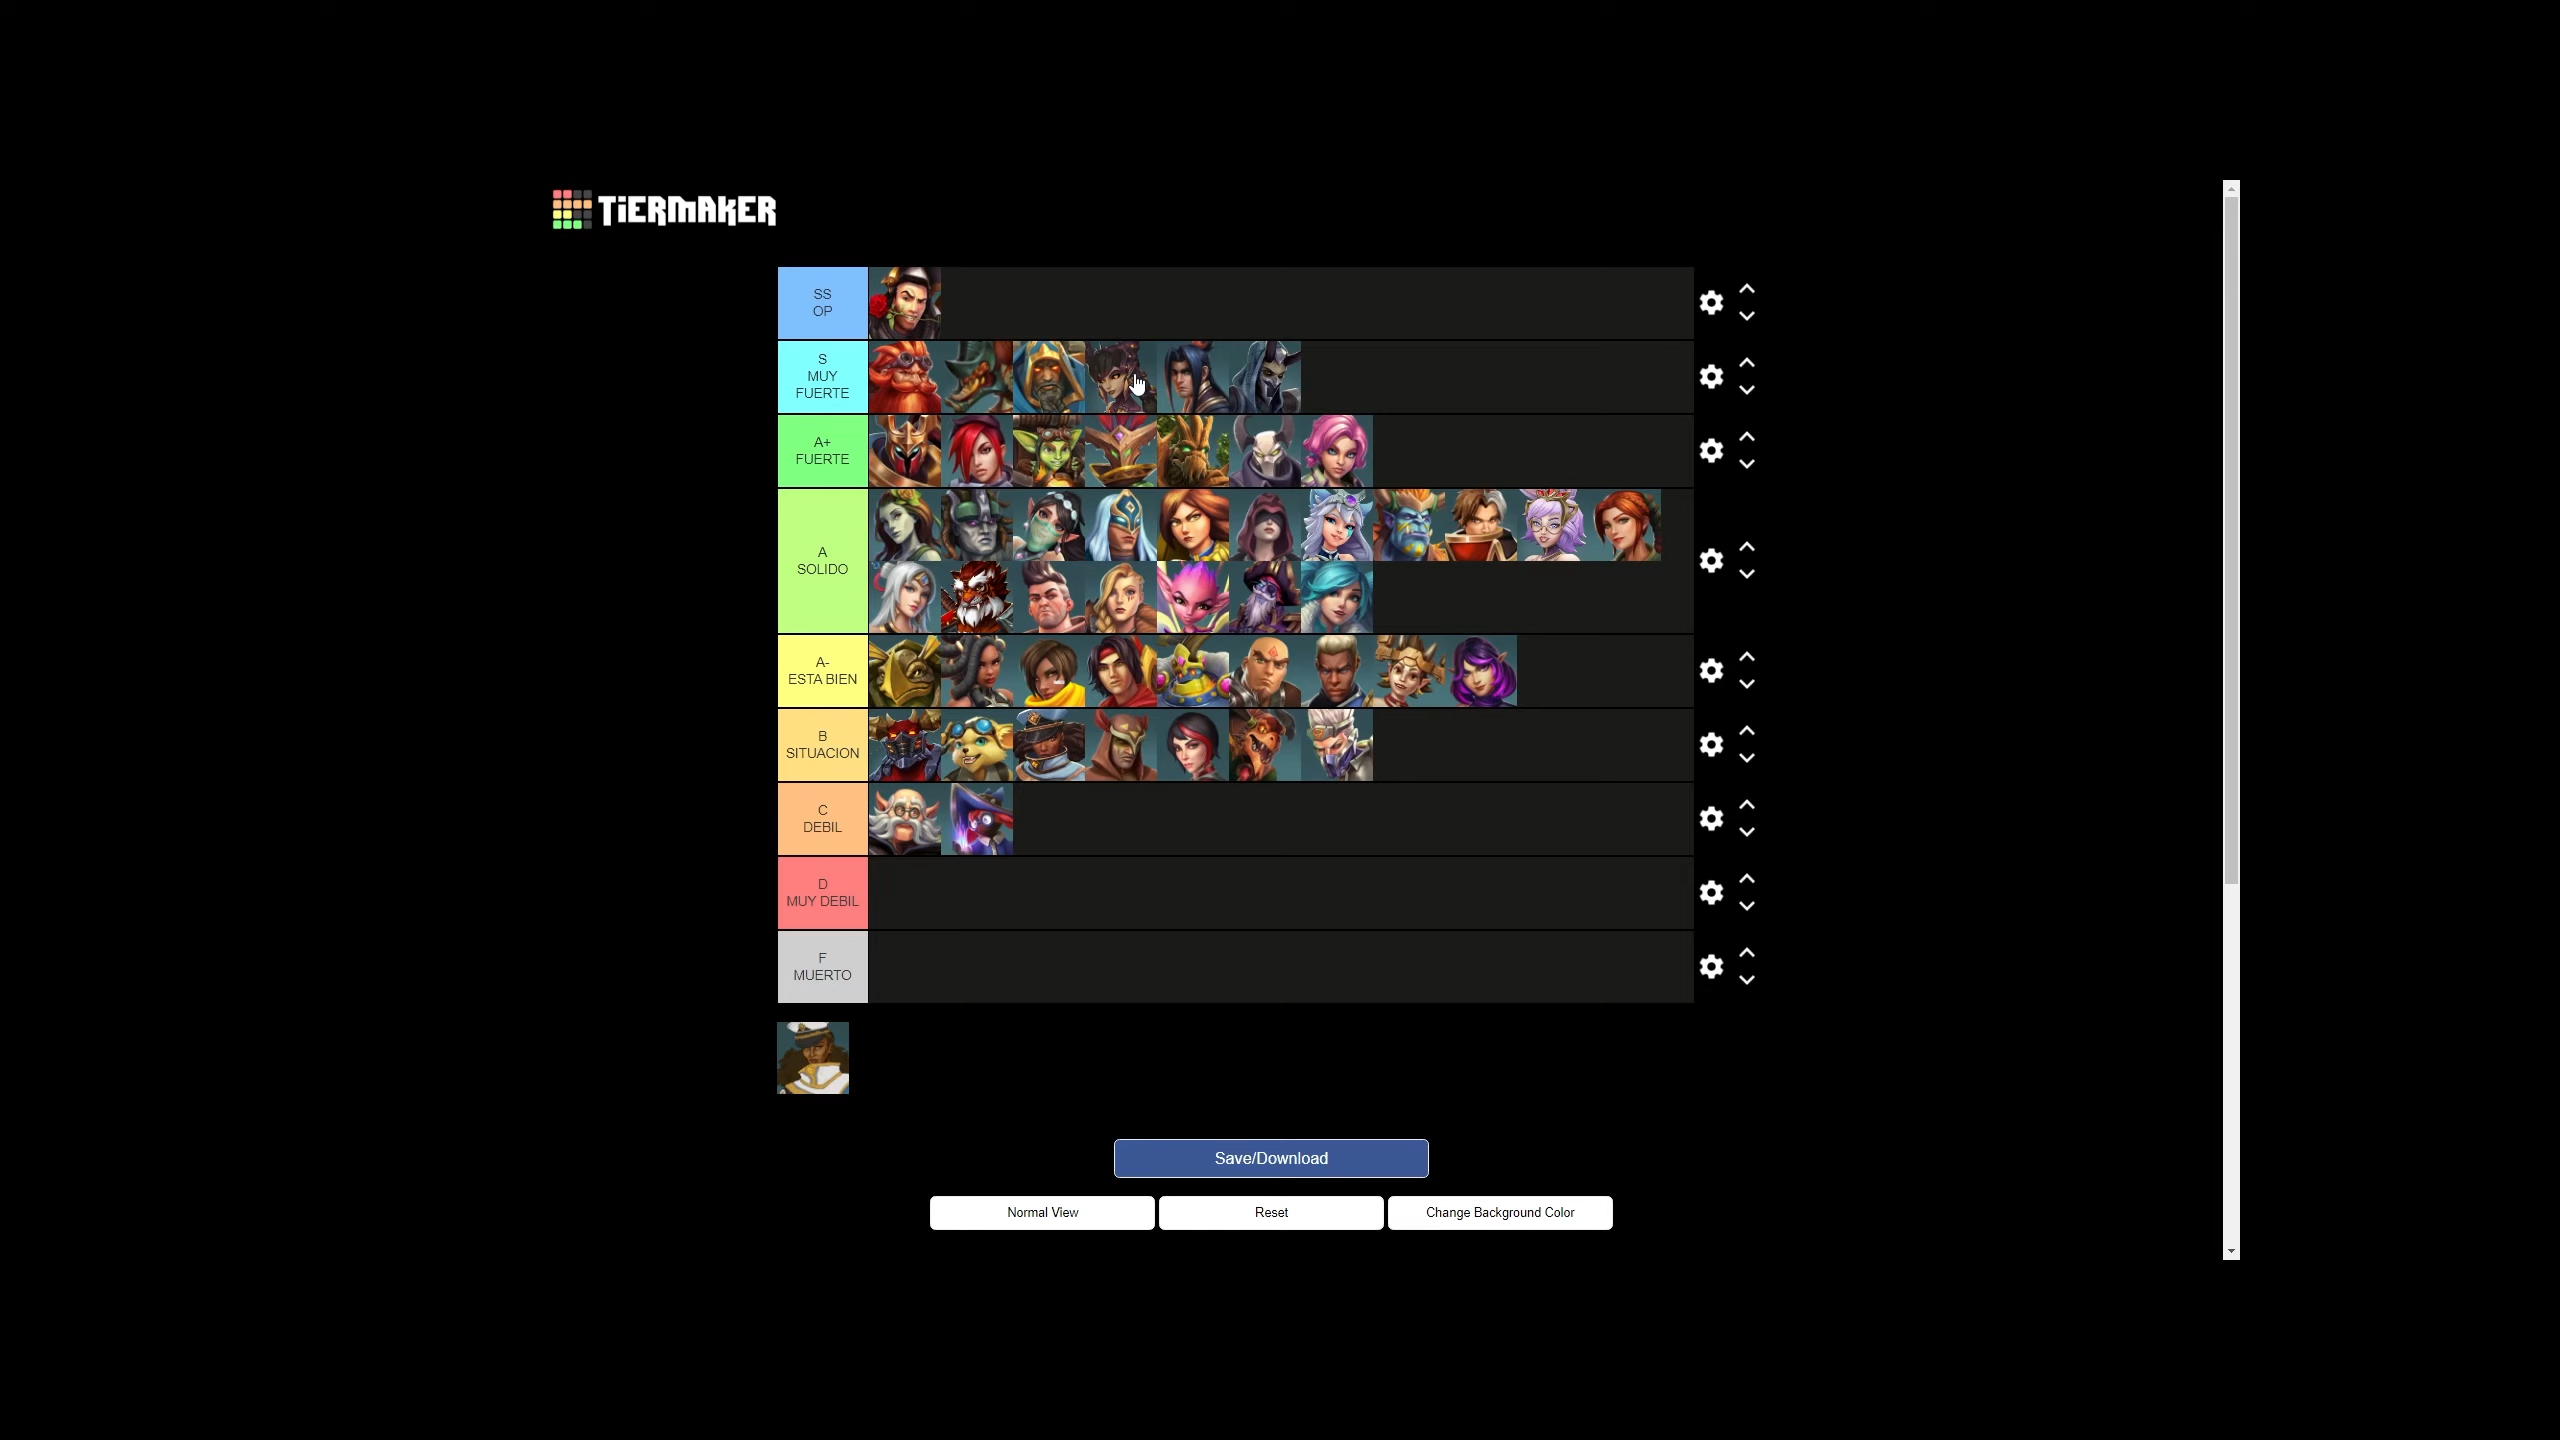 TiERMAKER
SS
OP
S
MUY
FUERTE
A+
FUERTE
A
SOLIDO
A-
ESTA BIEN
B
SITUACION
C
DEBIL
D
MUY DEBIL
F
MUERTO
Save/Download
Normal View
Reset
Change Background Color